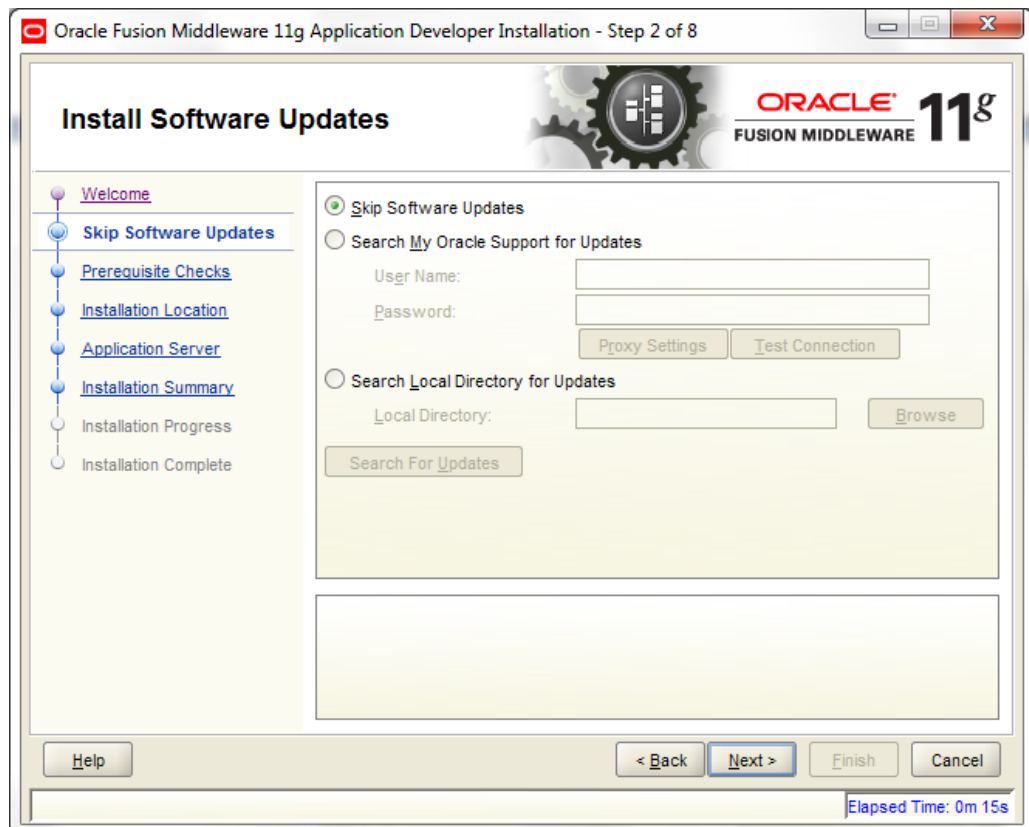 Oracle Fusion Middleware 11g Application Developer Installation - Step 2 of 8
Install Software Updates
ORACLE
FUSION MIDDLEWARE 11g
Welcome
Skip Software Updates
Prerequisite Checks
Installation Location
Application Server
Installation Summary
Installation Progress
Installation Complete
Skip Software Updates
Search My Oracle Support for Updates
User Name:
Password:
Proxy Settings Test Connection
Search Local Directory for Updates
Local Directory: Browse
Search For Updates
Help < Back Next > Finish Cancel
Elapsed Time: 0m 15s